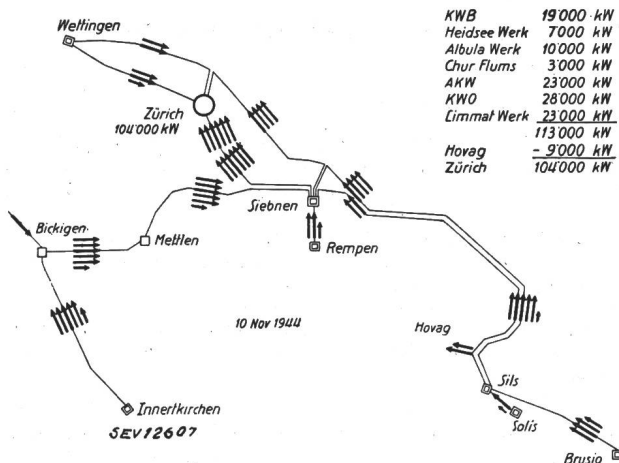 KWB 19'000 kW
Heidsee Werk 7'000 kW
Albula Werk 10'000 kW
Chur Flums 3'000 kW
AKW 23'000 kW
KWO 28'000 kW
Limmat Werk 23'000 kW
113'000 kW
Hovag - 9'000 kW
Zürich 104'000 kW
Wettingen
Zürich
104'000 kW
Siebnen
Bickigen
Mettlen
Rempen
10 Nov 1944
Hovag
Sils
Solis
Innertkirchen
SEV12607
Brusio